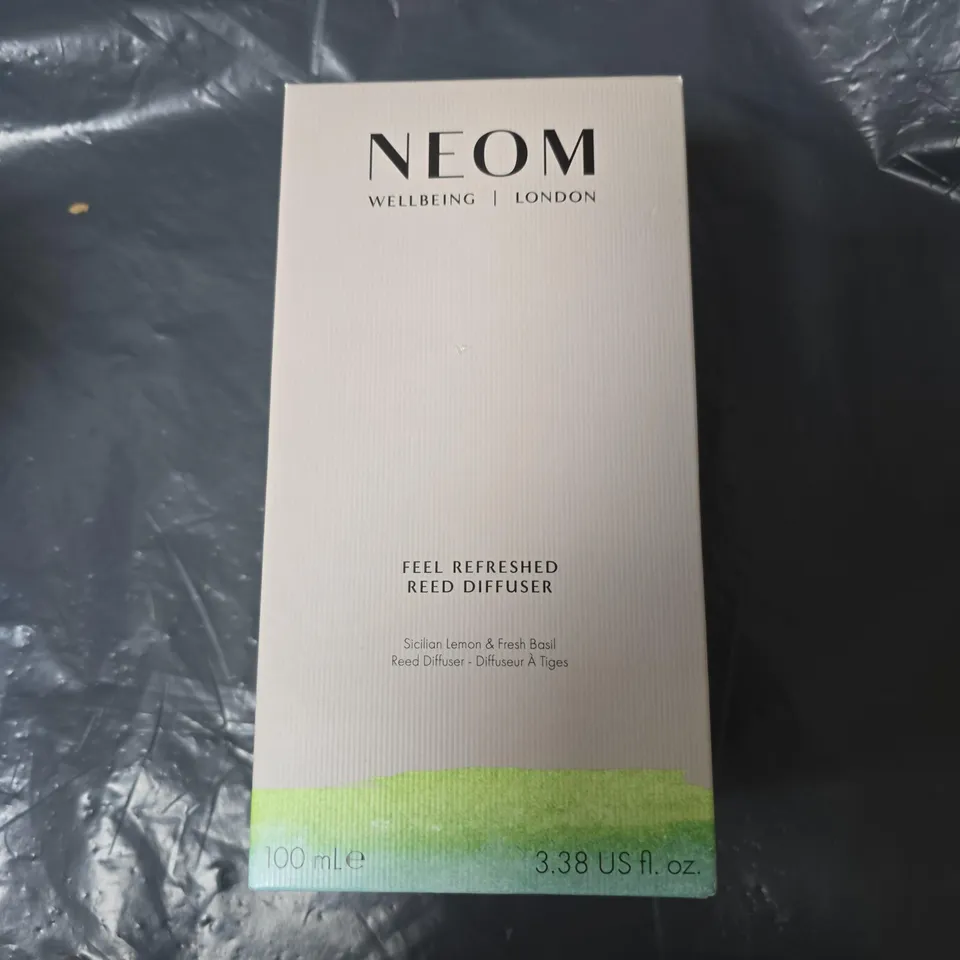 NEOM
WELLBEING | LONDON
FEEL REFRESHED
REED DIFFUSER
Sicilian Lemon & Fresh Basil
Reed Diffuser - Diffuseur À Tiges
100 mL ℮
3.38 US fl. oz.